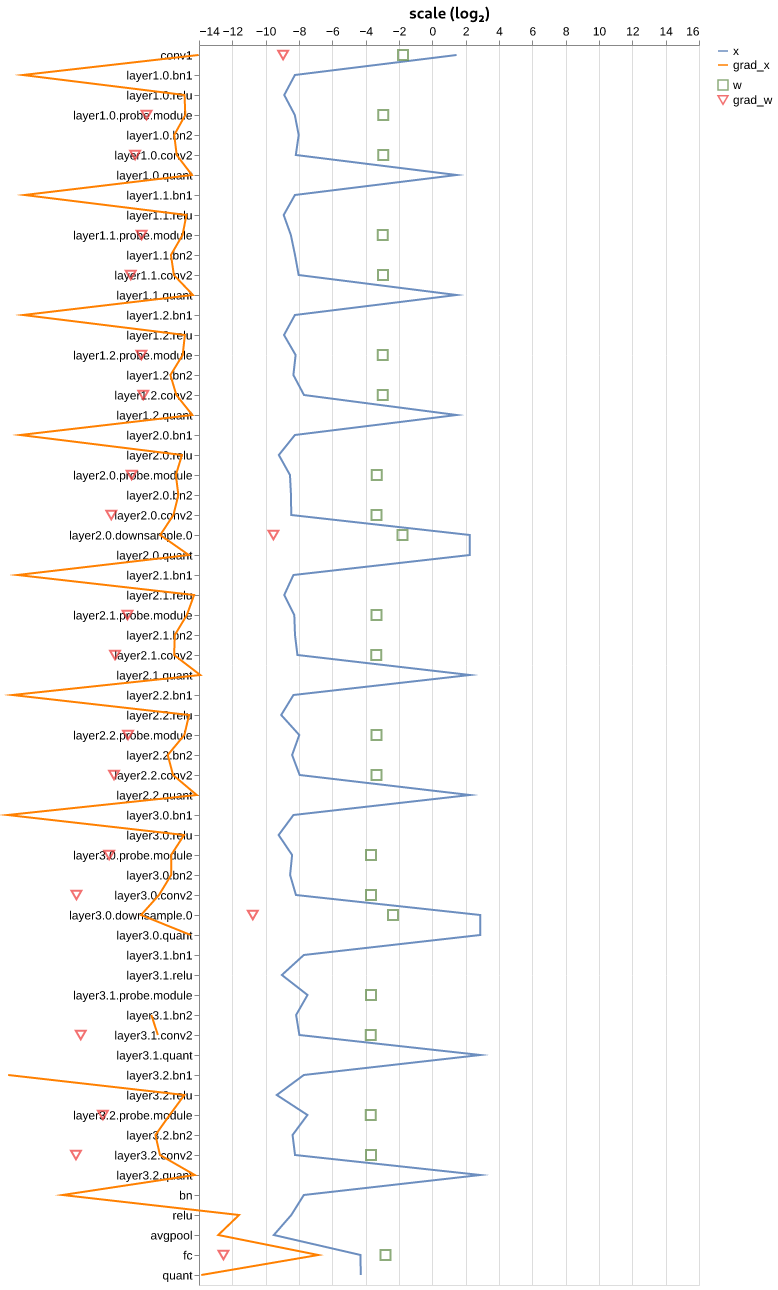 scale (log2)
−14 −12 −10 −8 −6 −4 −2 0 2 4 6 8 10 12 14 16
x
grad_x
w
grad_w
conv1
layer1.0.bn1
layer1.0.relu
layer1.0.probe.module
layer1.0.bn2
layer1.0.conv2
layer1.0.quant
layer1.1.bn1
layer1.1.relu
layer1.1.probe.module
layer1.1.bn2
layer1.1.conv2
layer1.1.quant
layer1.2.bn1
layer1.2.relu
layer1.2.probe.module
layer1.2.bn2
layer1.2.conv2
layer1.2.quant
layer2.0.bn1
layer2.0.relu
layer2.0.probe.module
layer2.0.bn2
layer2.0.conv2
layer2.0.downsample.0
layer2.0.quant
layer2.1.bn1
layer2.1.relu
layer2.1.probe.module
layer2.1.bn2
layer2.1.conv2
layer2.1.quant
layer2.2.bn1
layer2.2.relu
layer2.2.probe.module
layer2.2.bn2
layer2.2.conv2
layer2.2.quant
layer3.0.bn1
layer3.0.relu
layer3.0.probe.module
layer3.0.bn2
layer3.0.conv2
layer3.0.downsample.0
layer3.0.quant
layer3.1.bn1
layer3.1.relu
layer3.1.probe.module
layer3.1.bn2
layer3.1.conv2
layer3.1.quant
layer3.2.bn1
layer3.2.relu
layer3.2.probe.module
layer3.2.bn2
layer3.2.conv2
layer3.2.quant
bn
relu
avgpool
fc
quant